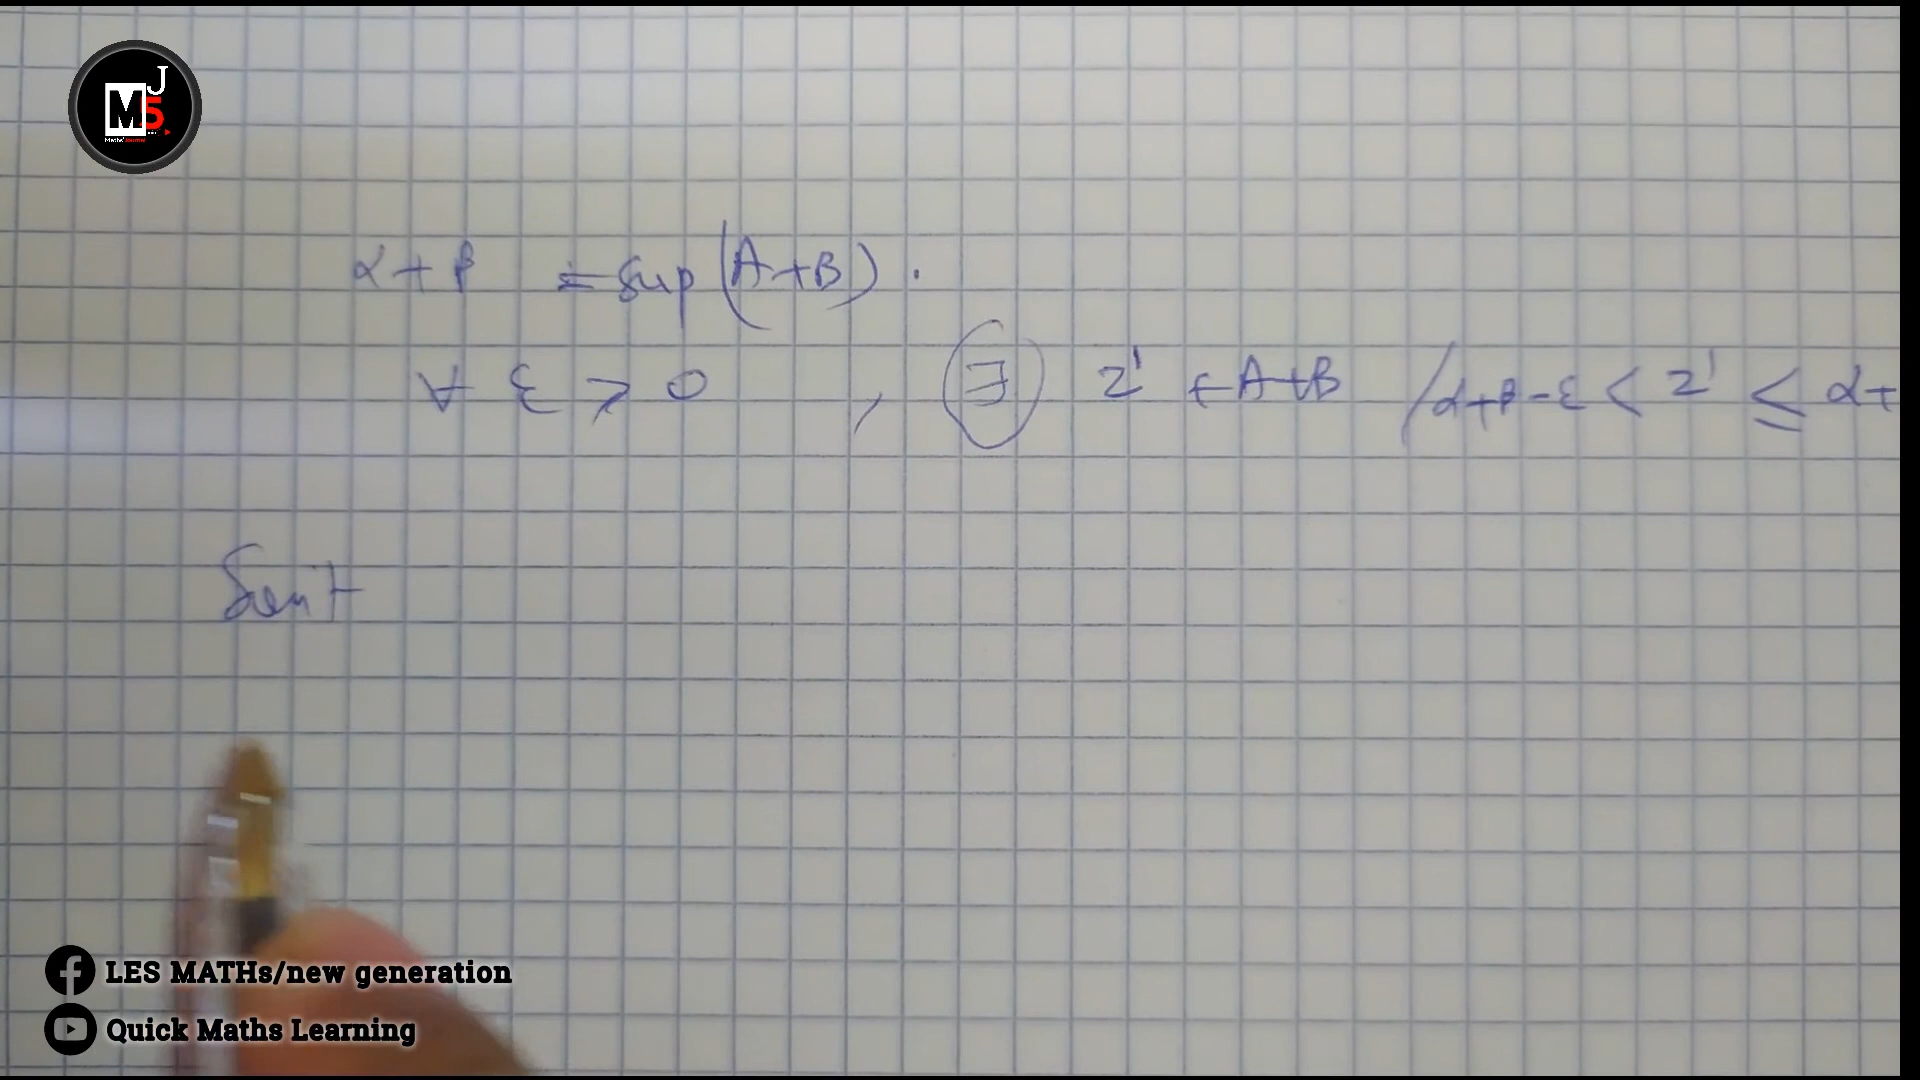 MJ5
α+β = Sup(A+B).
∀ ε > 0 , ∃ z' ∈ A+B /α+β-ε < z' ≤ α+
Soit
LES MATHs/new generation
Quick Maths Learning